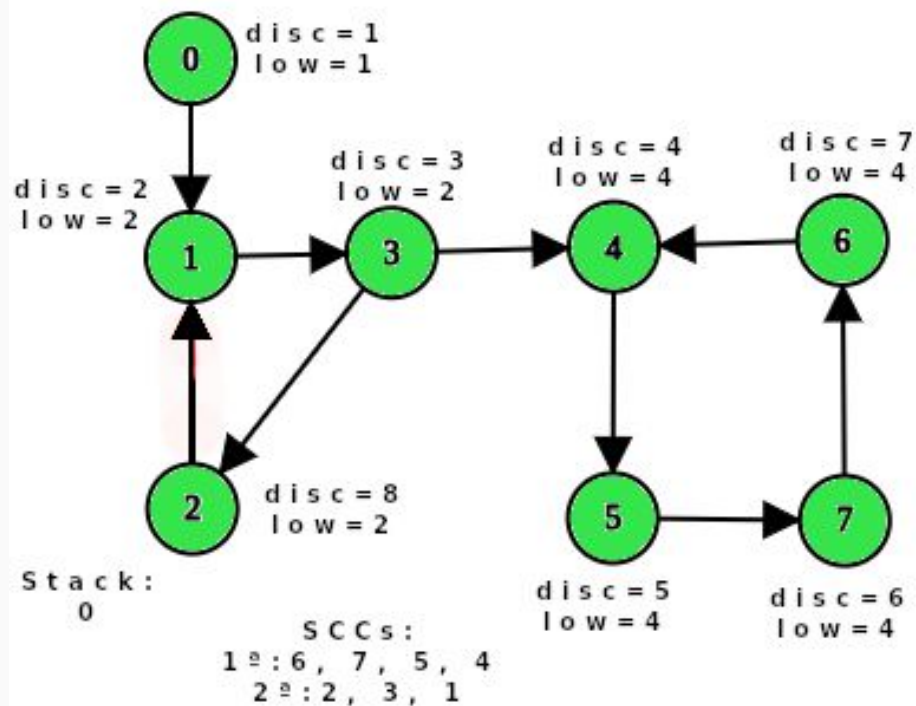 0
disc=1
low=1
disc=2
low=2
1
disc=3
low=2
3
disc=4
low=4
4
disc=7
low=4
6
2
disc=8
low=2
5
disc=5
low=4
7
disc=6
low=4
Stack:
0
SCCs:
1ª:6, 7, 5, 4
2ª:2, 3, 1